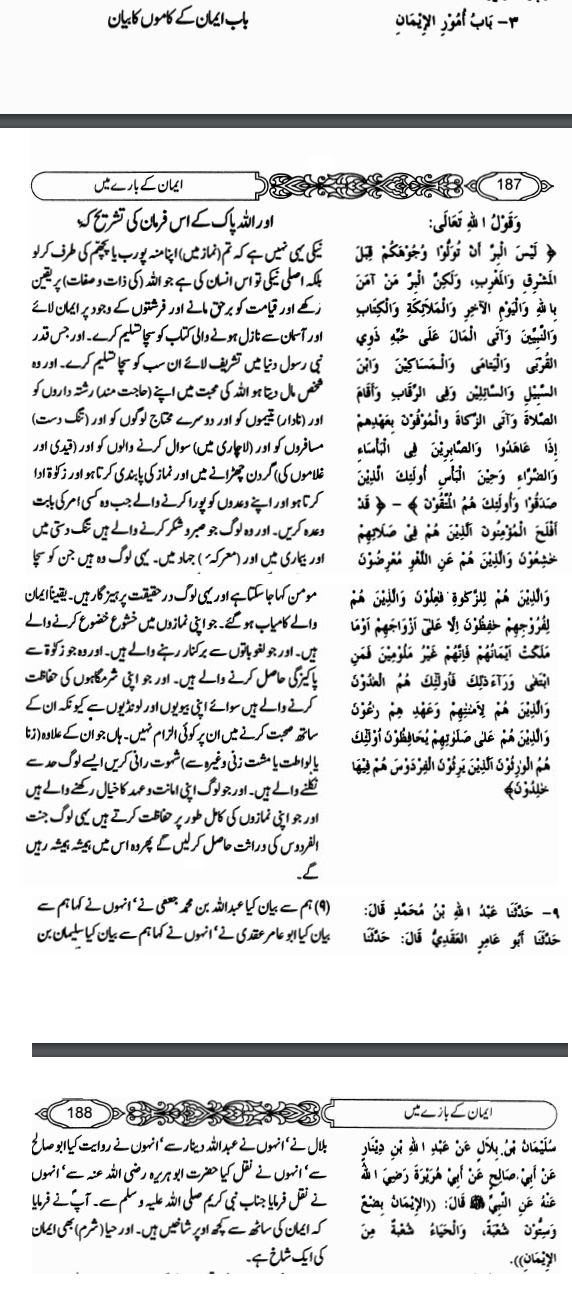 ٣- بَابُ أُمُورِ الإِيْمَانِ
باب ایمان کے کاموں کا بیان
187
ایمان کے بارے میں
وَقَوْلُ اللهِ تَعَالَى:
﴿ لَيْسَ الْبِرَّ أَنْ تُوَلُّوا وُجُوهَكُمْ قِبَلَ
الْمَشْرِقِ وَالْمَغْرِبِ، وَلَكِنَّ الْبِرَّ مَنْ آمَنَ
بِاللهِ وَالْيَوْمِ الآخِرِ وَالْمَلَائِكَةِ وَالْكِتَابِ
وَالنَّبِيِّينَ وَآتَى الْمَالَ عَلَى حُبِّهِ ذَوِي
الْقُرْبَى وَالْيَتَامَى وَالْمَسَاكِينَ وَابْنَ
السَّبِيْلِ وَالسَّائِلِيْنَ وَفِي الرِّقَابِ وَأَقَامَ
الصَّلَاةَ وَآتَى الزَّكَاةَ وَالْمُوْفُوْنَ بِعَهْدِهِمْ
إِذَا عَاهَدُوا وَالصَّابِرِيْنَ فِي الْبَأْسَاءِ
وَالضَّرَّاءِ وَحِيْنَ الْبَأْسِ أُولَئِكَ الَّذِيْنَ
صَدَقُوا وَأُولَئِكَ هُمُ الْمُتَّقُوْنَ ﴾ – ﴿ قَدْ
أَفْلَحَ الْمُؤْمِنُونَ الَّذِيْنَ هُمْ فِيْ صَلَاتِهِمْ
خٰشِعُوْنَ وَالَّذِيْنَ هُمْ عَنِ اللَّغْوِ مُعْرِضُوْنَ
وَالَّذِيْنَ هُمْ لِلزَّكٰوةِ فٰعِلُوْنَ وَالَّذِيْنَ هُمْ
لِفُرُوْجِهِمْ حٰفِظُوْنَ اِلَّا عَلٰى اَزْوَاجِهِمْ اَوْمَا
مَلَكَتْ اَيْمَانُهُمْ فَاِنَّهُمْ غَيْرُ مَلُوْمِيْنَ فَمَنِ
ابْتَغٰى وَرَآءَ ذٰلِكَ فَاُولٰئِكَ هُمُ الْعٰدُوْنَ
وَالَّذِيْنَ هُمْ لِاَمٰنٰتِهِمْ وَعَهْدِ هِمْ رٰعُوْنَ
وَالَّذِيْنَ هُمْ عَلٰى صَلَوٰتِهِمْ يُحَافِظُوْنَ اُولٰئِكَ
هُمُ الْوٰرِثُوْنَ الَّذِيْنَ يَرِثُوْنَ الْفِرْدَوْسَ هُمْ فِيْهَا
خٰلِدُوْنَ﴾
اور اللہ پاک کے اس فرمان کی تشریح کہ
نیکی یہی نہیں ہے کہ تم (نماز میں) اپنا منہ پورب یا پچھم کی طرف کر لو
بلکہ اصلی نیکی تو اس انسان کی ہے جو اللہ (کی ذات و صفات) پر یقین
رکھے اور قیامت کو برحق مانے اور فرشتوں کے وجود پر ایمان لائے
اور آسمان سے نازل ہونے والی کتاب کو سچا تسلیم کرے۔ اور جس قدر
نبی رسول دنیا میں تشریف لائے ان سب کو سچا تسلیم کرے۔ اور وہ
شخص مال دیتا ہو اللہ کی محبت میں اپنے (حاجت مند) رشتہ داروں کو
اور (نادار) یتیموں کو اور دوسرے محتاج لوگوں کو اور (تنگ دست)
مسافروں کو اور (لاچاری میں) سوال کرنے والوں کو اور (قیدی اور
غلاموں کی) گردن چھڑانے میں اور نماز کی پابندی کرتا ہو اور زکوٰۃ ادا
کرتا ہو اور اپنے وعدوں کو پورا کرنے والے جب وہ کسی امر کی بابت
وعدہ کریں۔ اور وہ لوگ جو صبر و شکر کرنے والے ہیں تنگ دستی میں
اور بیماری میں اور (معرکہء) جہاد میں۔ یہی لوگ وہ ہیں جن کو سچا
مومن کہا جا سکتا ہے اور یہی لوگ در حقیقت پرہیز گار ہیں۔ یقیناً ایمان
والے کامیاب ہو گئے۔ جو اپنی نمازوں میں خشوع خضوع کرنے والے
ہیں۔ اور جو لغو باتوں سے برکنار رہنے والے ہیں۔ اور وہ جو زکوٰۃ سے
پاکیزگی حاصل کرنے والے ہیں۔ اور جو اپنی شرمگاہوں کی حفاظت
کرنے والے ہیں سوائے اپنی بیویوں اور لونڈیوں سے کیونکہ ان کے
ساتھ صحبت کرنے میں ان پر کوئی الزام نہیں۔ ہاں جو ان کے علاوہ (زنا
یا لواطت یا مشت زنی وغیرہ سے) شہوت رانی کریں ایسے لوگ حد سے
نکلنے والے ہیں۔ اور جو لوگ اپنی امانت و عہد کا خیال رکھنے والے ہیں
اور جو اپنی نمازوں کی کامل طور پر حفاظت کرتے ہیں یہی لوگ جنت
الفردوس کی وراثت حاصل کر لیں گے پھر وہ اس میں ہمیشہ ہمیشہ رہیں
گے۔
٩- حَدَّثَنَا عَبْدُ اللهِ بْنُ مُحَمَّدٍ قَالَ:
حَدَّثَنَا أَبُو عَامِرٍ الْعَقَدِيُّ قَالَ: حَدَّثَنَا
(۹) ہم سے بیان کیا عبداللہ بن محمد جعفی نے‘ انہوں نے کہا ہم سے
بیان کیا ابو عامر عقدی نے‘ انہوں نے کہا ہم سے بیان کیا سلیمان بن
ایمان کے بارے میں
188
سُلَيْمَانُ بْنُ بِلَالٍ عَنْ عَبْدِ اللهِ بْنِ دِيْنَارٍ
عَنْ أَبِيْ صَالِحٍ عَنْ أَبِيْ هُرَيْرَةَ رَضِيَ اللهُ
عَنْهُ عَنِ النَّبِيِّ ﷺ قَالَ: ((الإِيْمَانُ بِضْعٌ
وَسِتُّوْنَ شُعْبَةً، وَالْحَيَاءُ شُعْبَةٌ مِنَ
الإِيْمَانِ)).
بلال نے‘ انہوں نے عبداللہ دینار سے‘ انہوں نے روایت کیا ابو صالح
سے‘ انہوں نے نقل کیا حضرت ابو ہریرہ رضی اللہ عنہ سے‘ انہوں
نے نقل فرمایا جناب نبی کریم صلی اللہ علیہ و سلم سے۔ آپؐ نے فرمایا
کہ ایمان کی ساٹھ سے کچھ اوپر شاخیں ہیں۔ اور حیا (شرم) بھی ایمان
کی ایک شاخ ہے۔